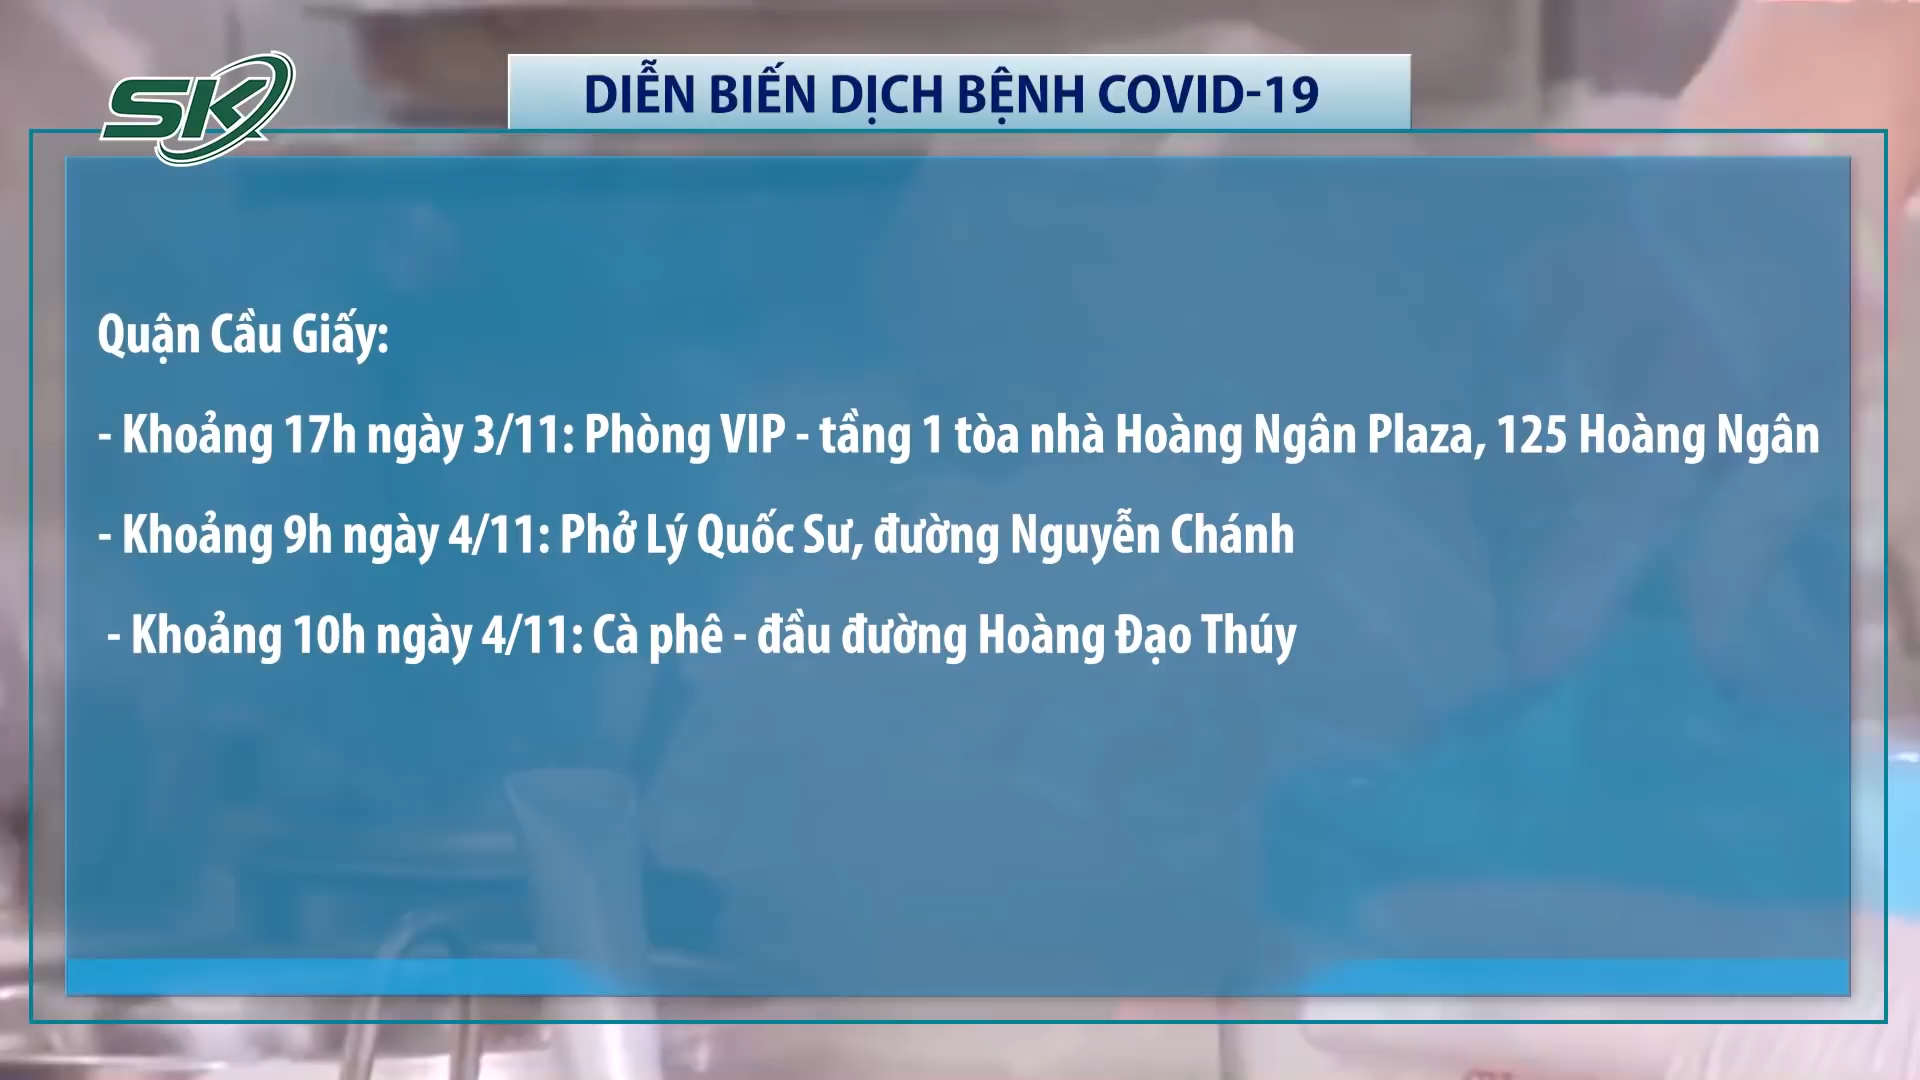 SK
DIỄN BIẾN DỊCH BỆNH COVID-19
Quận Cầu Giấy:
- Khoảng 17h ngày 3/11: Phòng VIP - tầng 1 tòa nhà Hoàng Ngân Plaza, 125 Hoàng Ngân
- Khoảng 9h ngày 4/11: Phở Lý Quốc Sư, đường Nguyễn Chánh
- Khoảng 10h ngày 4/11: Cà phê - đầu đường Hoàng Đạo Thúy